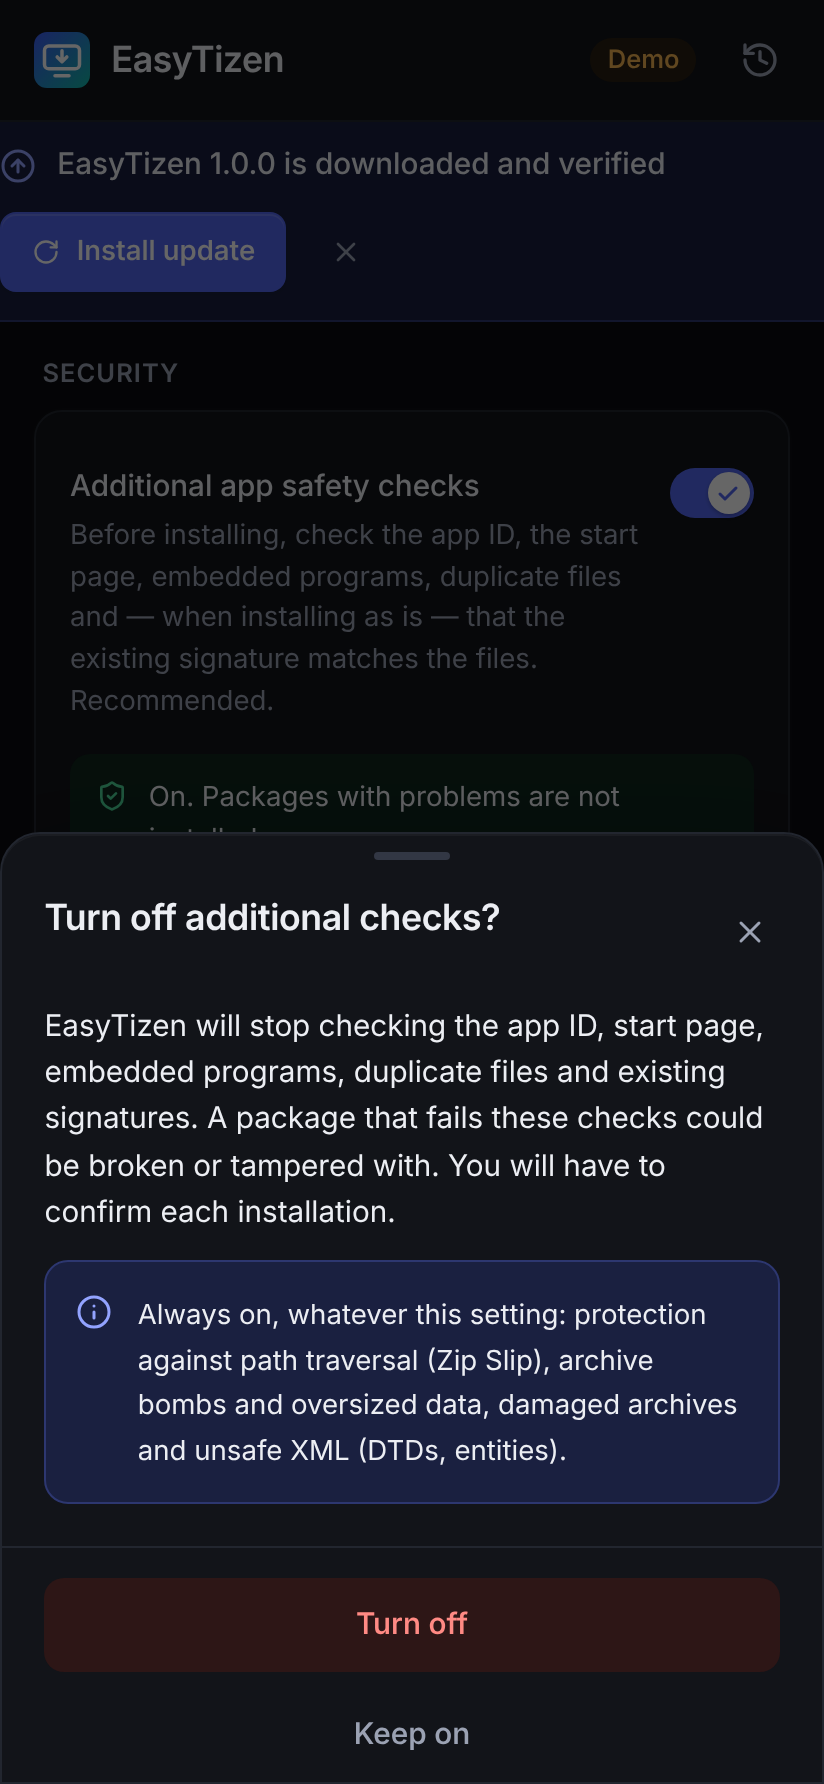 EasyTizen
Demo
EasyTizen 1.0.0 is downloaded and verified
Install update
SECURITY
Additional app safety checks
Before installing, check the app ID, the start
page, embedded programs, duplicate files
and — when installing as is — that the
existing signature matches the files.
Recommended.
On. Packages with problems are not
Turn off additional checks?
EasyTizen will stop checking the app ID, start page,
embedded programs, duplicate files and existing
signatures. A package that fails these checks could
be broken or tampered with. You will have to
confirm each installation.
Always on, whatever this setting: protection
against path traversal (Zip Slip), archive
bombs and oversized data, damaged archives
and unsafe XML (DTDs, entities).
Turn off
Keep on